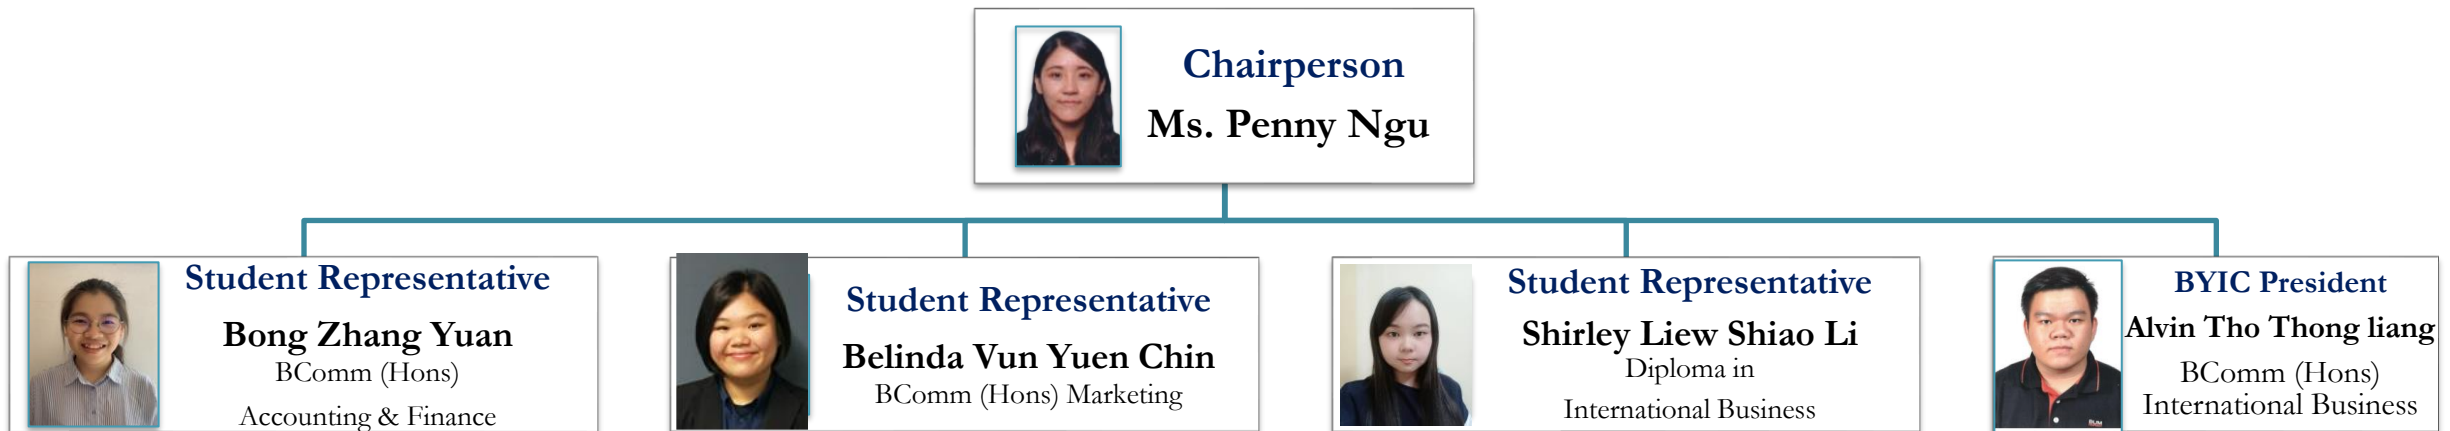 Chairperson
Ms. Penny Ngu
Student Representative
Bong Zhang Yuan
BComm (Hons)
Accounting & Finance
Student Representative
Belinda Vun Yuen Chin
BComm (Hons) Marketing
Student Representative
Shirley Liew Shiao Li
Diploma in
International Business
BYIC President
Alvin Tho Thong liang
BComm (Hons)
International Business